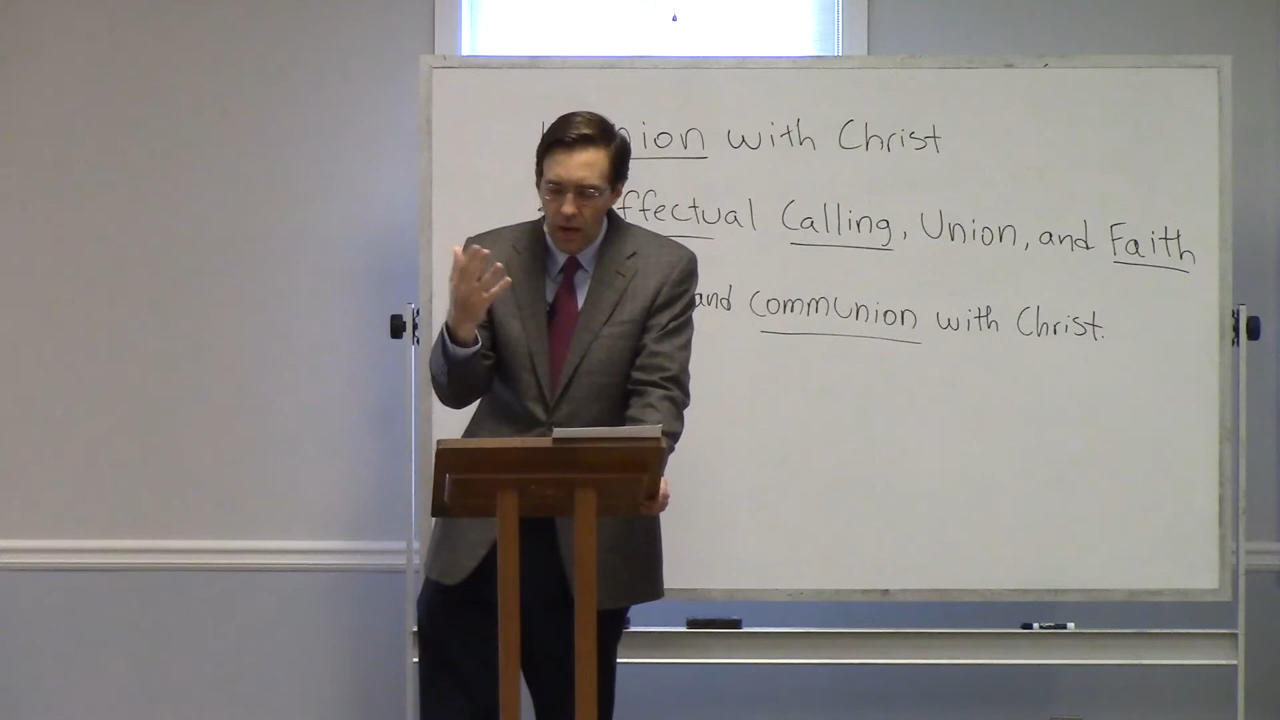 nion with Christ
ffectual Calling, Union, and Faith
and Communion with Christ.